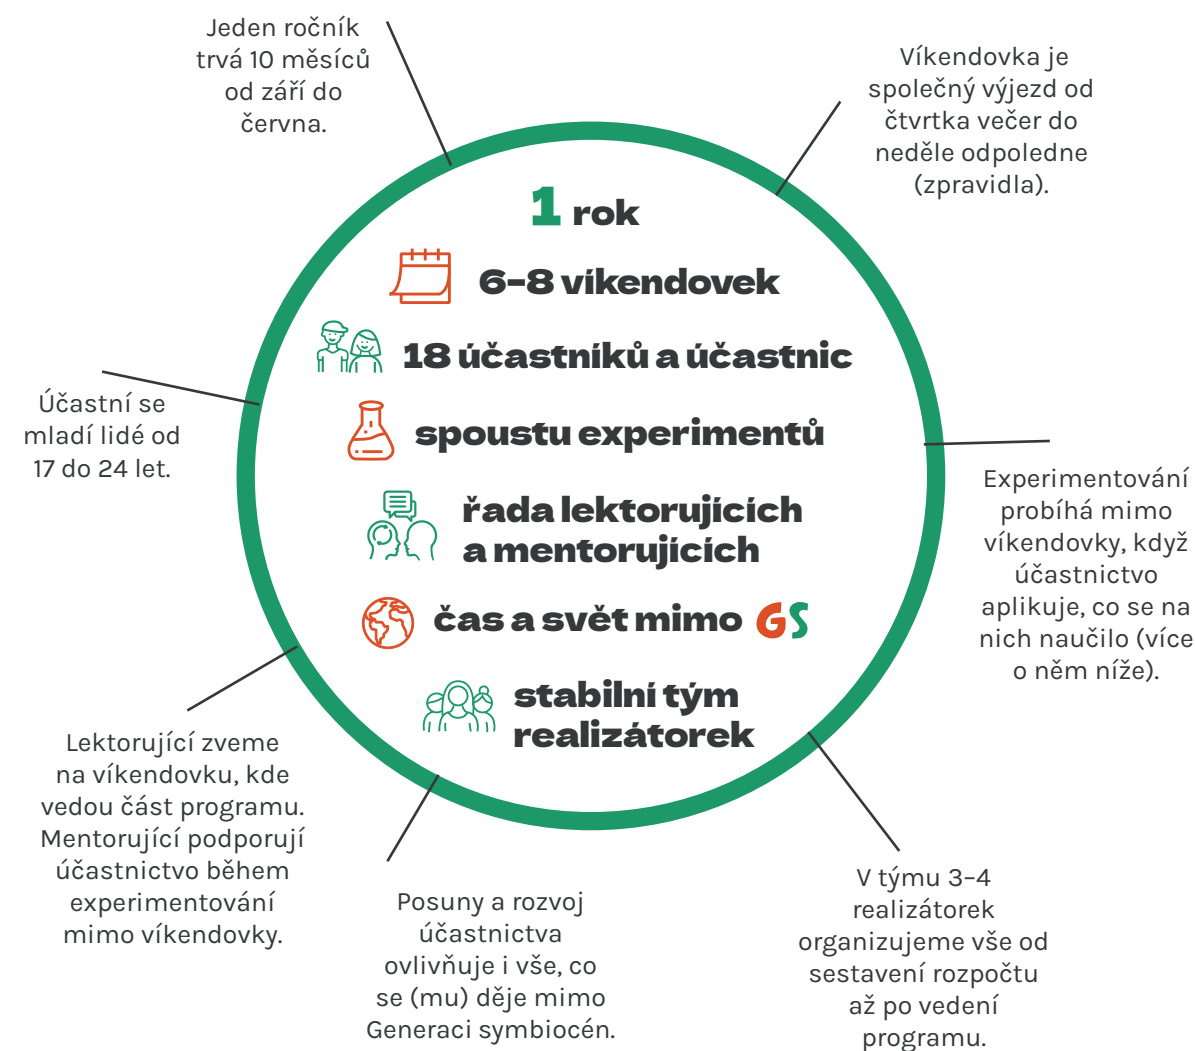 Jeden ročník
trvá 10 měsíců
od září do
června.
Víkendovka je
společný výjezd od
čtvrtka večer do
neděle odpoledne
(zpravidla).
1 rok
6–8 víkendovek
18 účastníků a účastnic
spoustu experimentů
řada lektorujících
a mentorujících
čas a svět mimo GS
stabilní tým
realizátorek
Účastní se
mladí lidé od
17 do 24 let.
Experimentování
probíhá mimo
víkendovky, když
účastnictvo
aplikuje, co se na
nich naučilo (více
o něm níže).
Lektorující zveme
na víkendovku, kde
vedou část programu.
Mentorující podporují
účastnictvo během
experimentování
mimo víkendovky.
Posuny a rozvoj
účastnictva
ovlivňuje i vše, co
se (mu) děje mimo
Generaci symbiocén.
V týmu 3–4
realizátorek
organizujeme vše od
sestavení rozpočtu
až po vedení
programu.